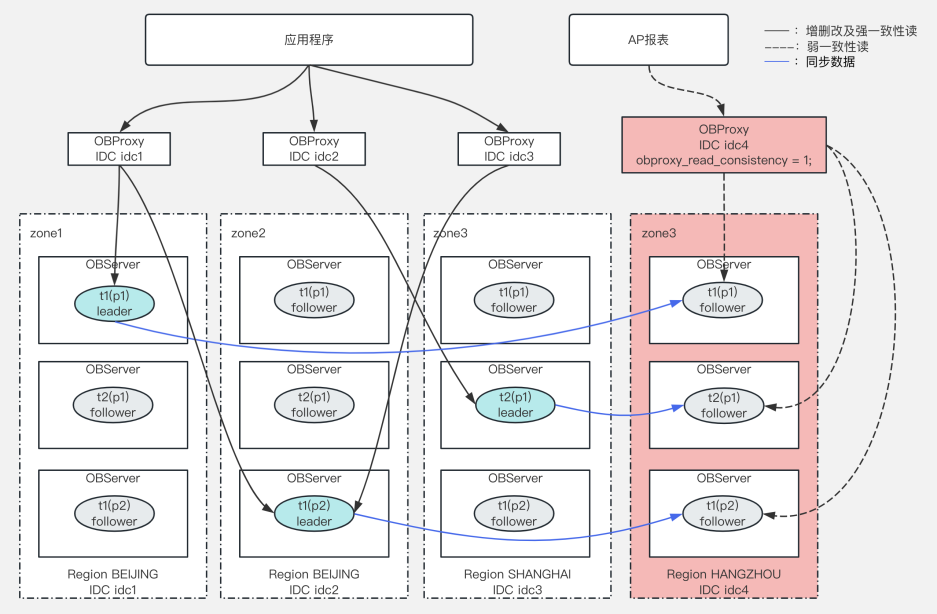 应用程序
AP报表
——： 增删改及强一致性读
----： 弱一致性读
——： 同步数据
OBProxy
IDC idc1
OBProxy
IDC idc2
OBProxy
IDC idc3
OBProxy
IDC idc4
obproxy_read_consistency = 1;
zone1
OBServer
t1(p1)
leader
OBServer
t2(p1)
follower
OBServer
t1(p2)
follower
Region BEIJING
IDC idc1
zone2
OBServer
t1(p1)
follower
OBServer
t2(p1)
follower
OBServer
t1(p2)
leader
Region BEIJING
IDC idc2
zone3
OBServer
t1(p1)
follower
OBServer
t2(p1)
leader
OBServer
t1(p2)
follower
Region SHANGHAI
IDC idc3
zone3
OBServer
t1(p1)
follower
OBServer
t2(p1)
follower
OBServer
t1(p2)
follower
Region HANGZHOU
IDC idc4